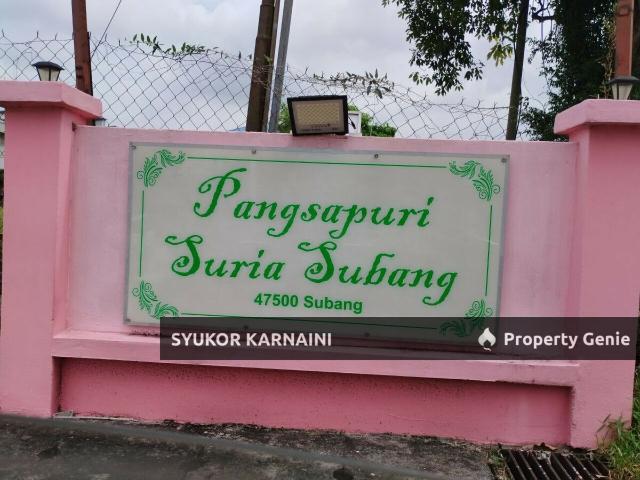 Pangsapuri
Suria Subang
47500 Subang
SYUKOR KARNAINI
Property Genie